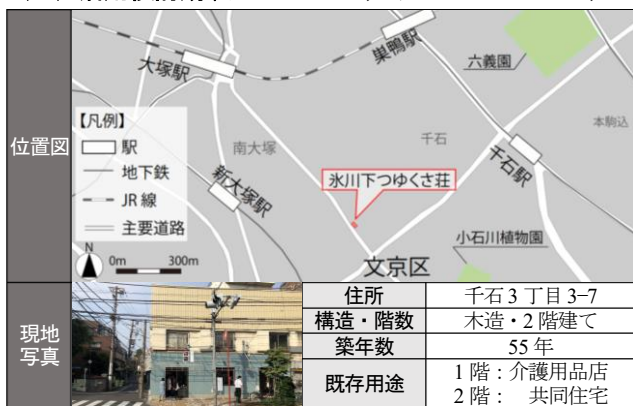 位置図
大塚駅
巣鴨駅
六義園
【凡例】
駅
地下鉄
JR線
主要道路
N
0m 300m
南大塚
千石
本駒込
新大塚駅
千石駅
氷川下つゆくさ荘
小石川植物園
文京区
現地
写真
住所 千石3丁目3-7
構造・階数 木造・2階建て
築年数 55年
既存用途 1階：介護用品店
2階： 共同住宅